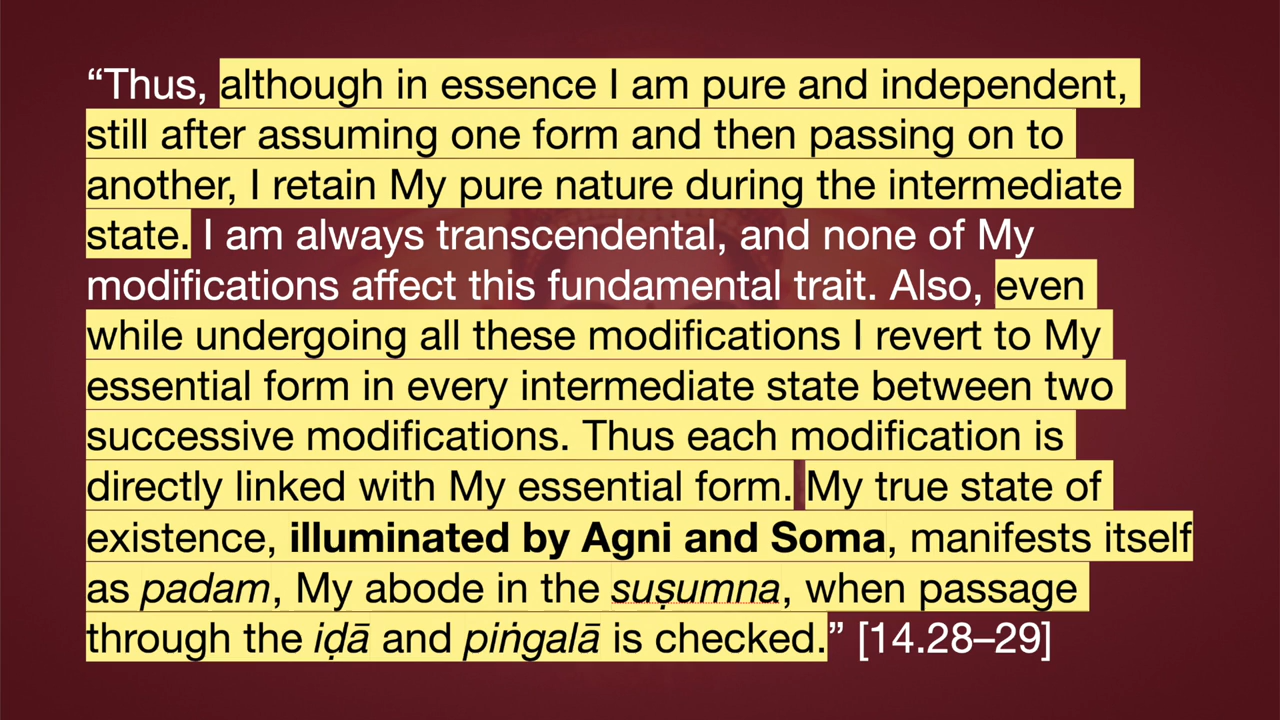 “Thus, although in essence I am pure and independent,
still after assuming one form and then passing on to
another, I retain My pure nature during the intermediate
state. I am always transcendental, and none of My
modifications affect this fundamental trait. Also, even
while undergoing all these modifications I revert to My
essential form in every intermediate state between two
successive modifications. Thus each modification is
directly linked with My essential form. My true state of
existence, illuminated by Agni and Soma, manifests itself
as padam, My abode in the suṣumna, when passage
through the iḍā and piṅgalā is checked.” [14.28–29]